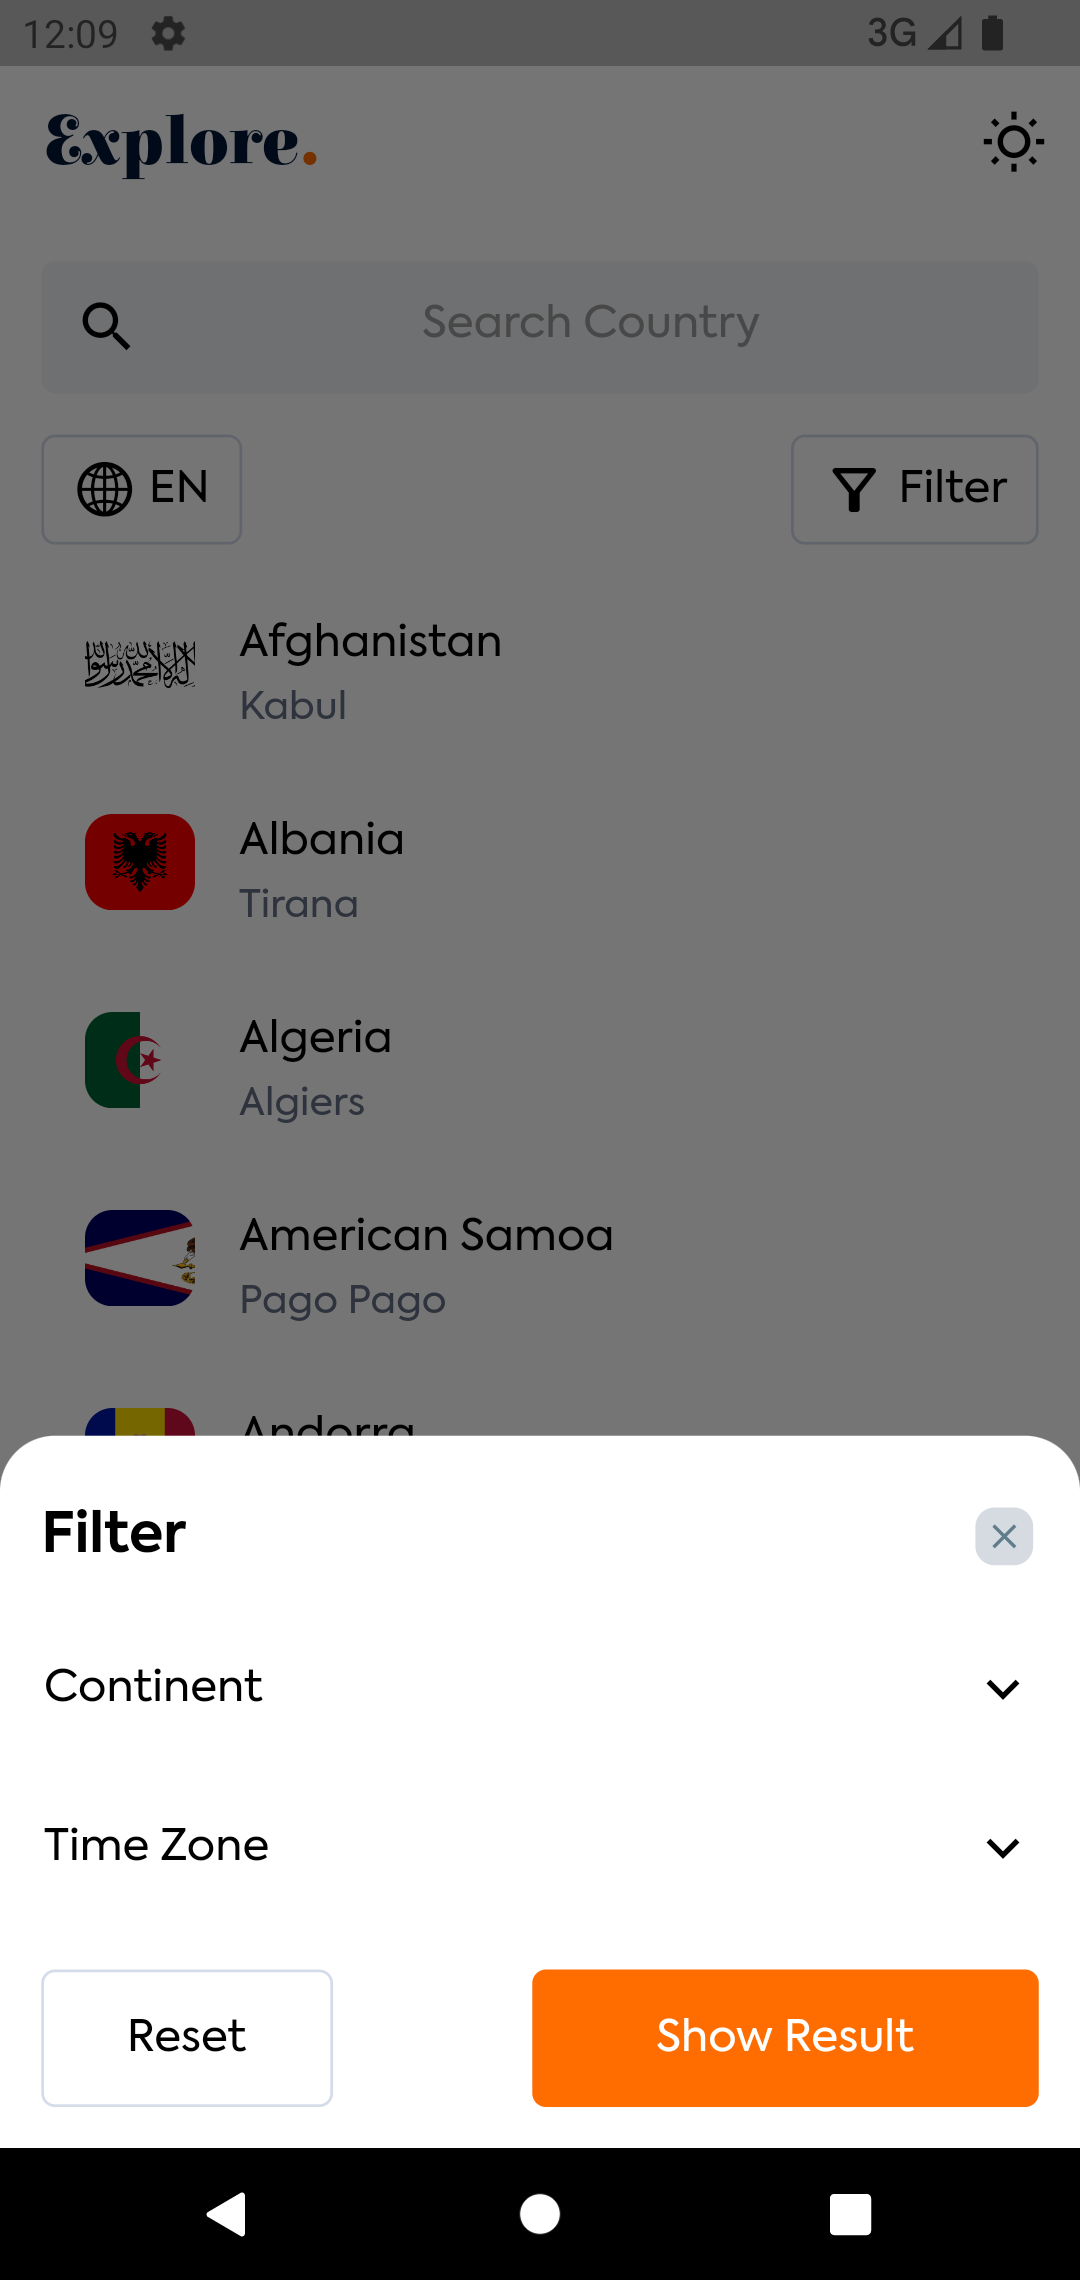 12:09 3G
Explore.
Search Country
EN Filter
Afghanistan
Kabul
Albania
Tirana
Algeria
Algiers
American Samoa
Pago Pago
Andorra
Filter
Continent
Time Zone
Reset Show Result